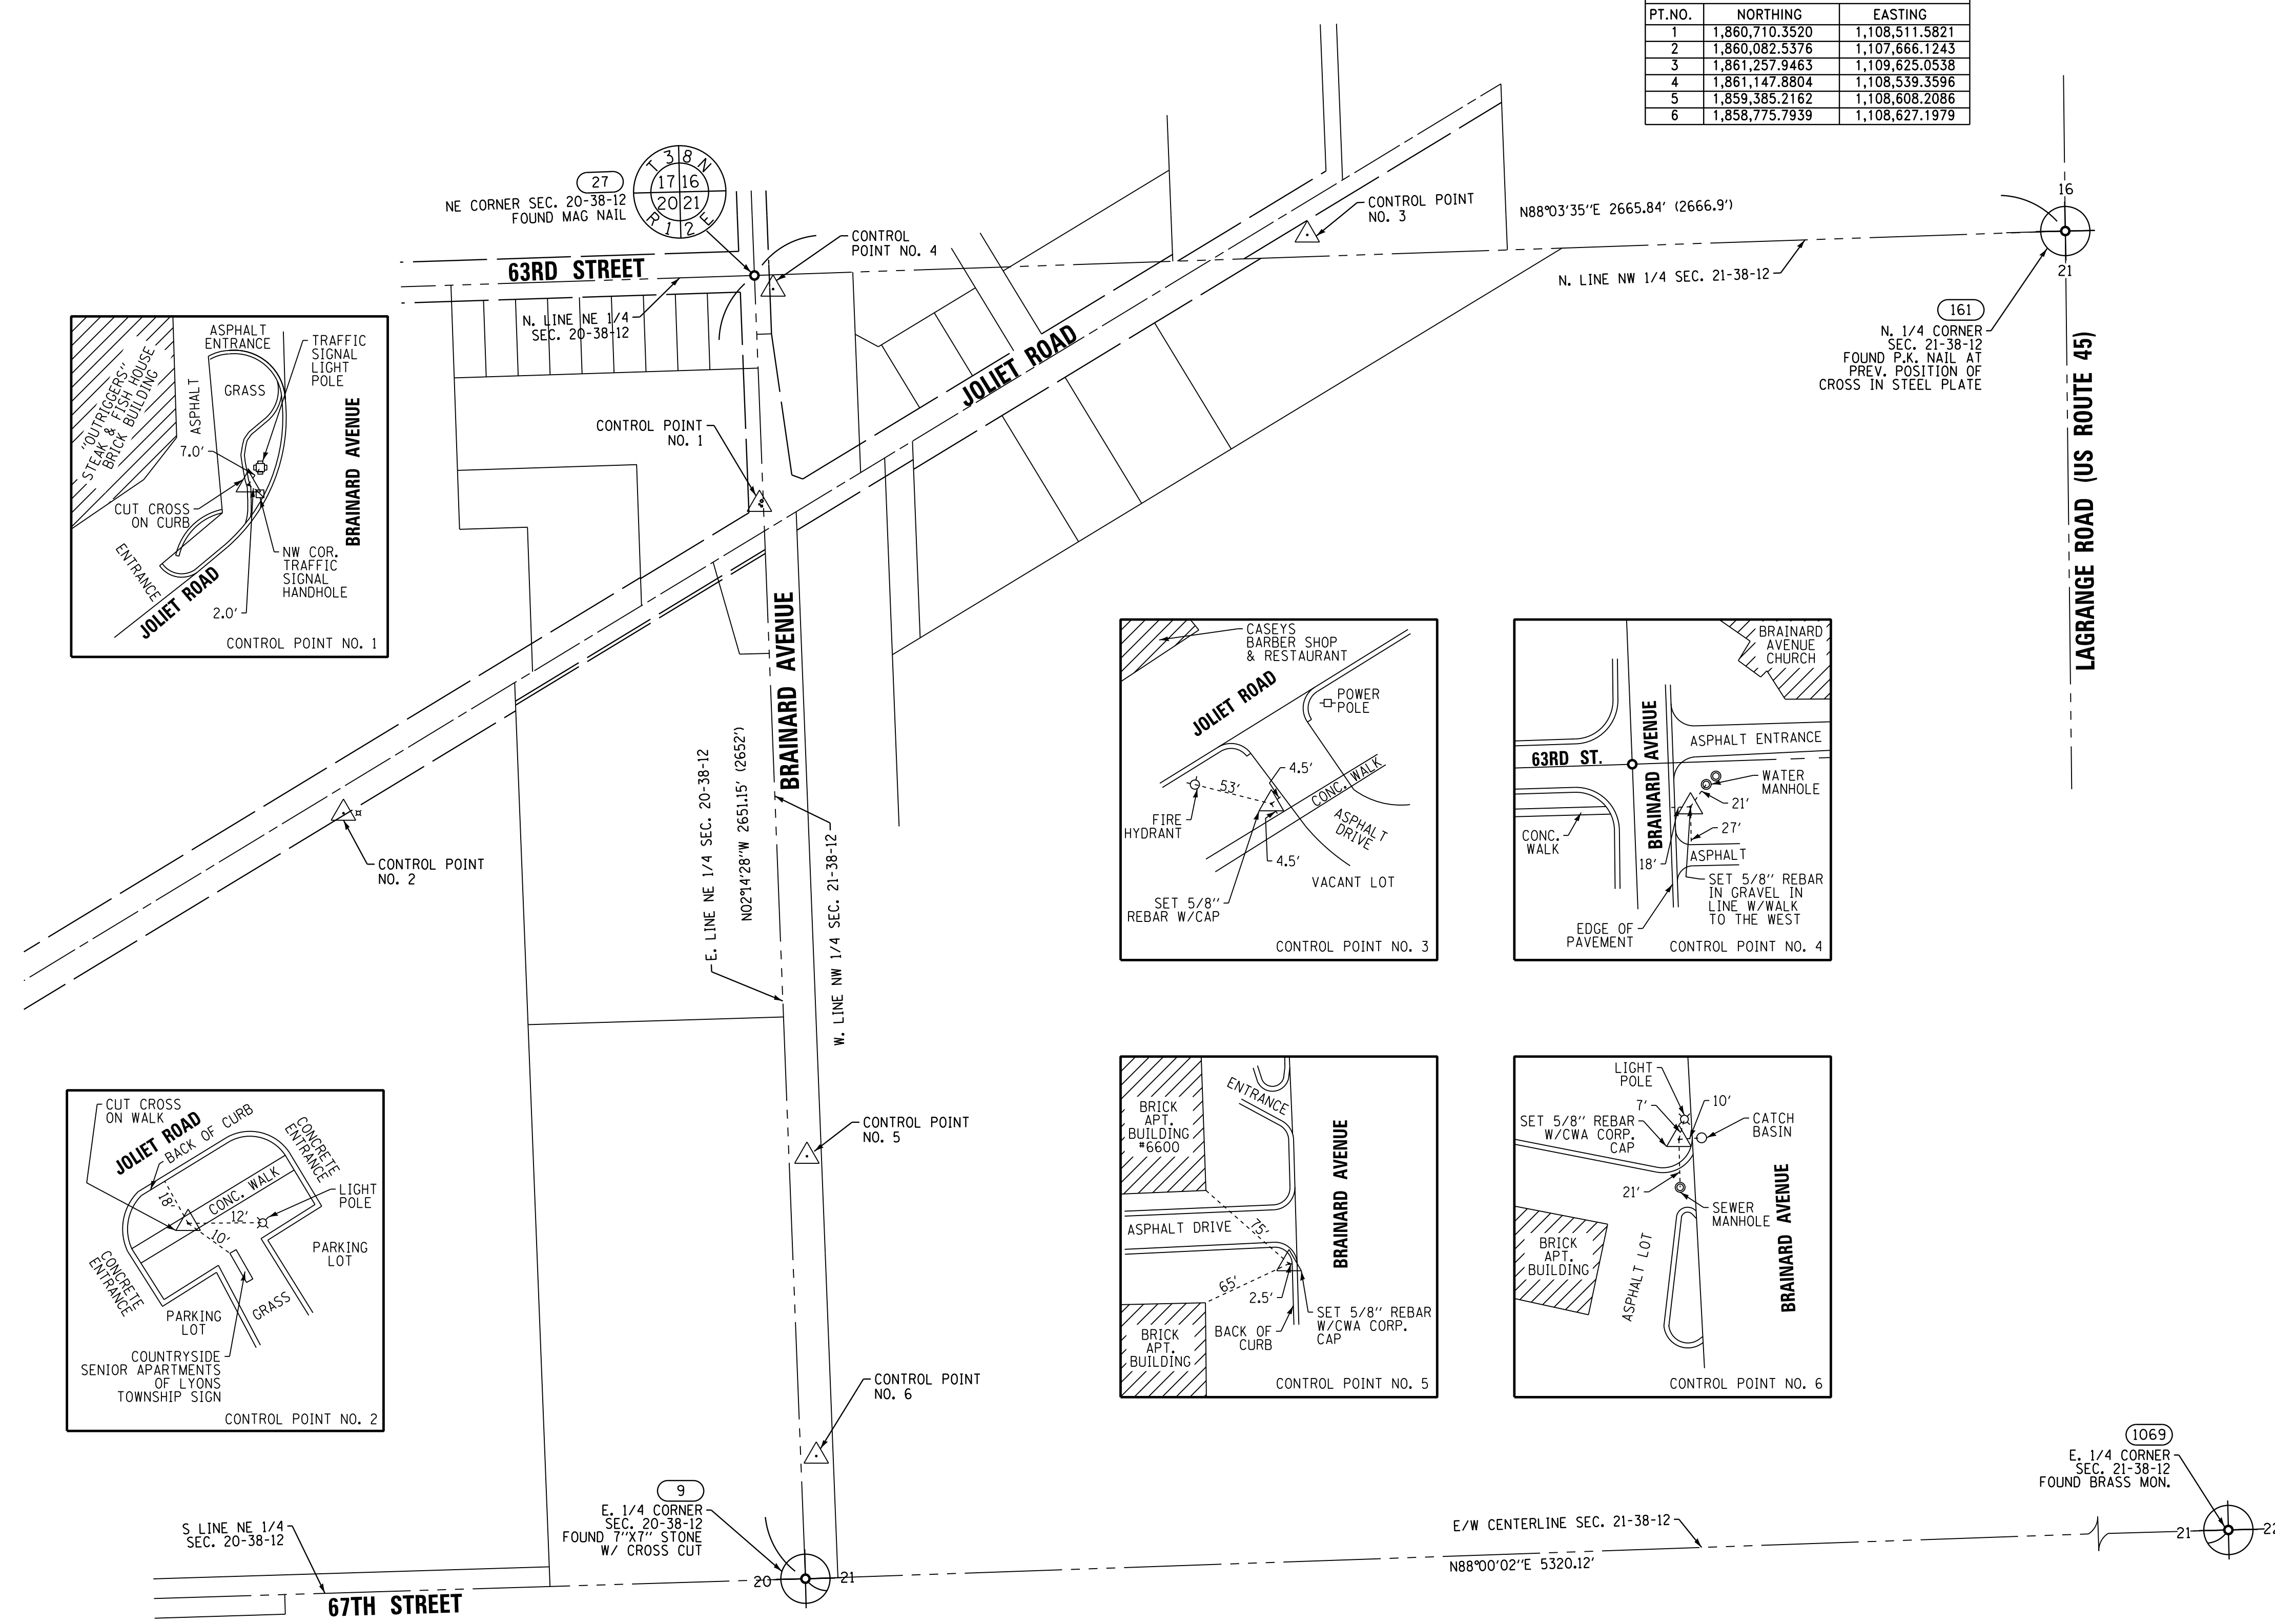 PT.NO. NORTHING EASTING
1 1,860,710.3520 1,108,511.5821
2 1,860,082.5376 1,107,666.1243
3 1,861,257.9463 1,109,625.0538
4 1,861,147.8804 1,108,539.3596
5 1,859,385.2162 1,108,608.2086
6 1,858,775.7939 1,108,627.1979
27
NE CORNER SEC. 20-38-12
FOUND MAG NAIL
T 38 N
17 16
20 21
R 12 E
CONTROL
POINT NO. 4
CONTROL POINT
NO. 3
N88°03'35"E 2665.84' (2666.9')
N. LINE NW 1/4 SEC. 21-38-12
16
21
161
N. 1/4 CORNER
SEC. 21-38-12
FOUND P.K. NAIL AT
PREV. POSITION OF
CROSS IN STEEL PLATE
LAGRANGE ROAD (US ROUTE 45)
63RD STREET
N. LINE NE 1/4
SEC. 20-38-12
JOLIET ROAD
CONTROL POINT
NO. 1
ASPHALT
ENTRANCE
TRAFFIC
SIGNAL
LIGHT
POLE
"OUTRIGGERS"
STEAK & FISH HOUSE
BRICK BUILDING
ASPHALT
GRASS
BRAINARD AVENUE
7.0'
CUT CROSS
ON CURB
ENTRANCE
NW COR.
TRAFFIC
SIGNAL
HANDHOLE
JOLIET ROAD
2.0'
CONTROL POINT NO. 1
BRAINARD AVENUE
E. LINE NE 1/4 SEC. 20-38-12
N02°14'28"W 2651.15' (2652')
W. LINE NW 1/4 SEC. 21-38-12
CONTROL POINT
NO. 2
CASEYS
BARBER SHOP
& RESTAURANT
JOLIET ROAD
POWER
POLE
4.5'
53'
CONC. WALK
FIRE
HYDRANT
ASPHALT
DRIVE
4.5'
VACANT LOT
SET 5/8"
REBAR W/CAP
CONTROL POINT NO. 3
BRAINARD
AVENUE
CHURCH
BRAINARD AVENUE
ASPHALT ENTRANCE
63RD ST.
WATER
MANHOLE
21'
27'
CONC.
WALK
18'
ASPHALT
SET 5/8" REBAR
IN GRAVEL IN
LINE W/WALK
TO THE WEST
EDGE OF
PAVEMENT
CONTROL POINT NO. 4
CUT CROSS
ON WALK
JOLIET ROAD
BACK OF CURB
CONCRETE
ENTRANCE
CONC. WALK
18'
12'
10'
LIGHT
POLE
PARKING
LOT
CONCRETE
ENTRANCE
PARKING
LOT
GRASS
COUNTRYSIDE
SENIOR APARTMENTS
OF LYONS
TOWNSHIP SIGN
CONTROL POINT NO. 2
CONTROL POINT
NO. 5
ENTRANCE
BRICK
APT.
BUILDING
#6600
BRAINARD AVENUE
ASPHALT DRIVE
75'
65'
2.5'
SET 5/8" REBAR
W/CWA CORP.
CAP
BACK OF
CURB
BRICK
APT.
BUILDING
CONTROL POINT NO. 5
LIGHT
POLE
7'
10'
SET 5/8" REBAR
W/CWA CORP.
CAP
CATCH
BASIN
21'
SEWER
MANHOLE
BRAINARD AVENUE
BRICK
APT.
BUILDING
ASPHALT LOT
CONTROL POINT NO. 6
CONTROL POINT
NO. 6
9
E. 1/4 CORNER
SEC. 20-38-12
FOUND 7"X7" STONE
W/ CROSS CUT
20
21
S LINE NE 1/4
SEC. 20-38-12
67TH STREET
E/W CENTERLINE SEC. 21-38-12
N88°00'02"E 5320.12'
1069
E. 1/4 CORNER
SEC. 21-38-12
FOUND BRASS MON.
21
22